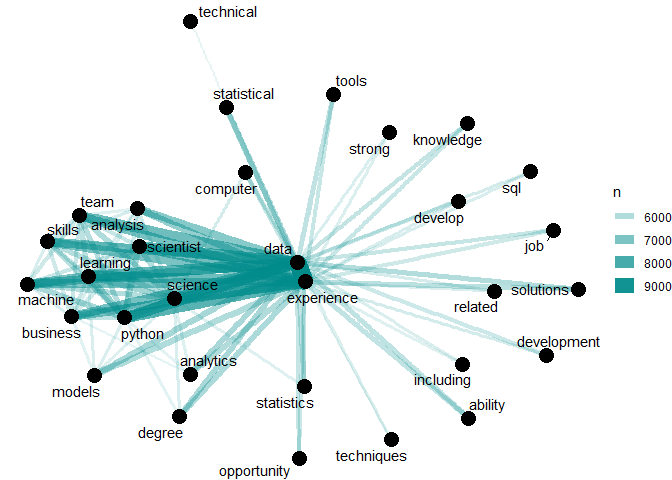 technical
statistical
tools
strong
knowledge
computer
sql
team
analysis
develop
skills
scientist
data
job
learning
machine
science
experience
related
solutions
business
python
development
models
analytics
including
statistics
ability
degree
techniques
opportunity
n
6000
7000
8000
9000